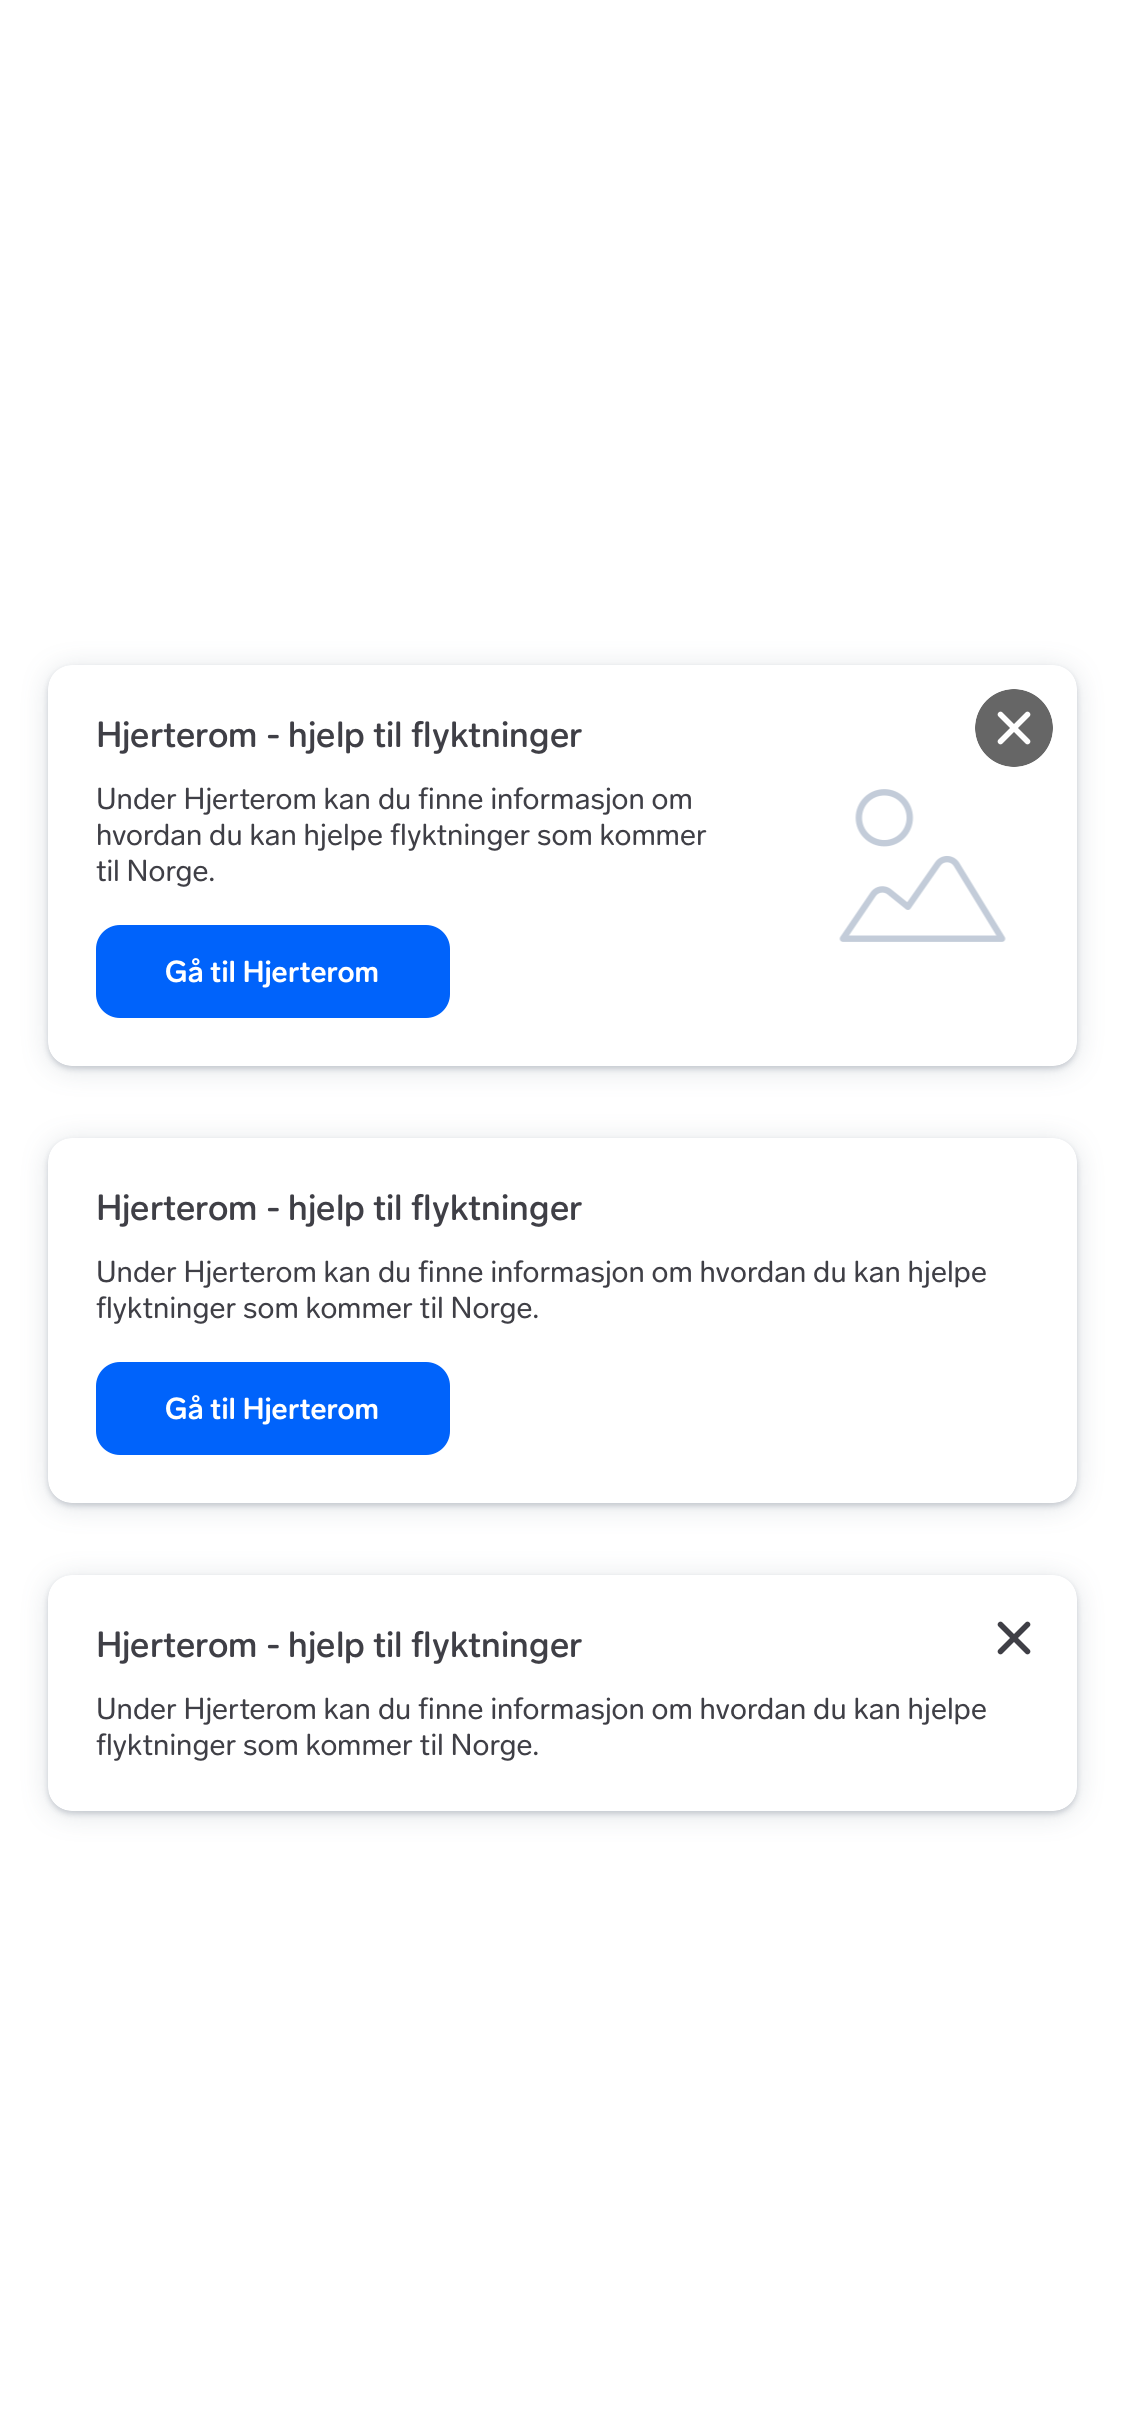 Hjerterom - hjelp til flyktninger
Under Hjerterom kan du finne informasjon om
hvordan du kan hjelpe flyktninger som kommer
til Norge.
Gå til Hjerterom
Hjerterom - hjelp til flyktninger
Under Hjerterom kan du finne informasjon om hvordan du kan hjelpe
flyktninger som kommer til Norge.
Gå til Hjerterom
Hjerterom - hjelp til flyktninger
Under Hjerterom kan du finne informasjon om hvordan du kan hjelpe
flyktninger som kommer til Norge.